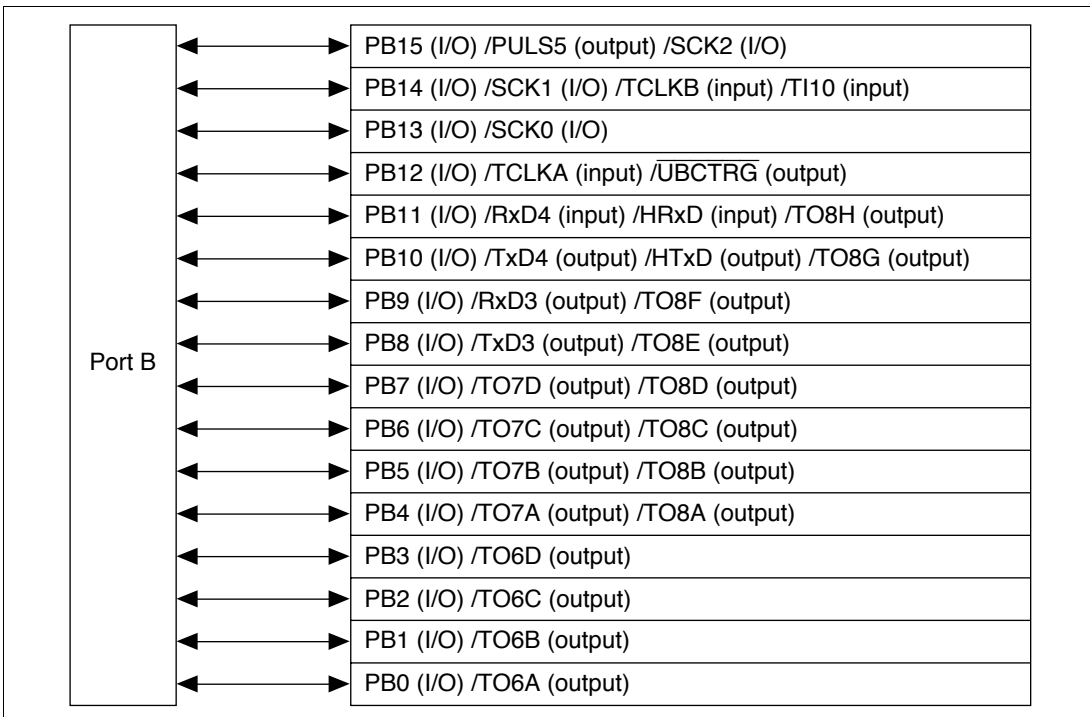 PB15 (I/O) /PULS5 (output) /SCK2 (I/O)
PB14 (I/O) /SCK1 (I/O) /TCLKB (input) /TI10 (input)
PB13 (I/O) /SCK0 (I/O)
PB12 (I/O) /TCLKA (input) /U̅B̅C̅T̅R̅G̅ (output)
PB11 (I/O) /RxD4 (input) /HRxD (input) /TO8H (output)
PB10 (I/O) /TxD4 (output) /HTxD (output) /TO8G (output)
PB9 (I/O) /RxD3 (output) /TO8F (output)
PB8 (I/O) /TxD3 (output) /TO8E (output)
Port B
PB7 (I/O) /TO7D (output) /TO8D (output)
PB6 (I/O) /TO7C (output) /TO8C (output)
PB5 (I/O) /TO7B (output) /TO8B (output)
PB4 (I/O) /TO7A (output) /TO8A (output)
PB3 (I/O) /TO6D (output)
PB2 (I/O) /TO6C (output)
PB1 (I/O) /TO6B (output)
PB0 (I/O) /TO6A (output)